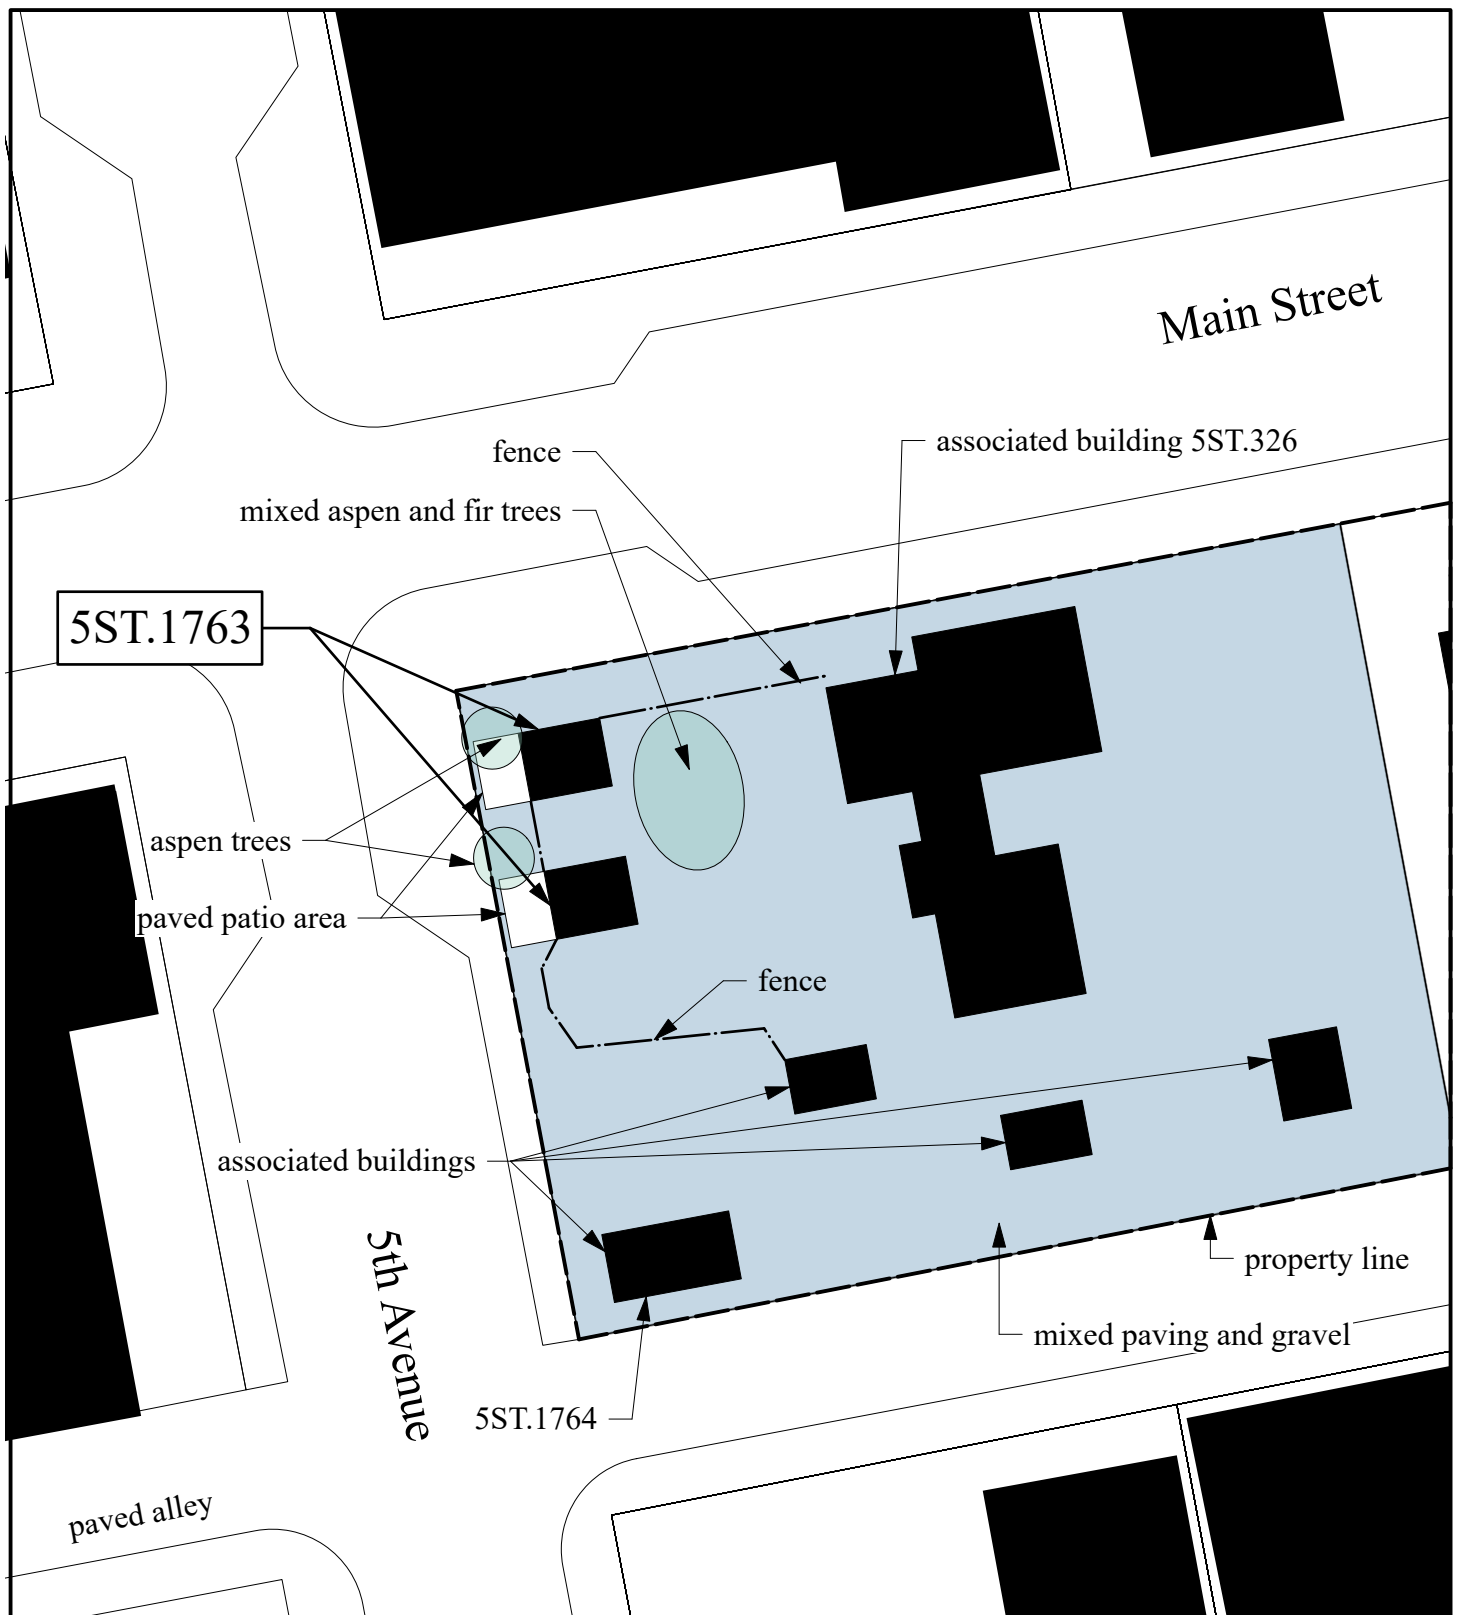 Main Street
fence
associated building 5ST.326
mixed aspen and fir trees
5ST.1763
aspen trees
paved patio area
fence
associated buildings
5th Avenue
property line
mixed paving and gravel
5ST.1764
paved alley